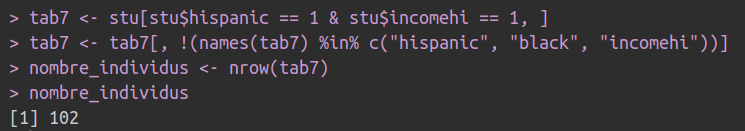 > tab7 <- stu[stu$hispanic == 1 & stu$incomehi == 1, ]
> tab7 <- tab7[, !(names(tab7) %in% c("hispanic", "black", "incomehi"))]
> nombre_individus <- nrow(tab7)
> nombre_individus
[1] 102